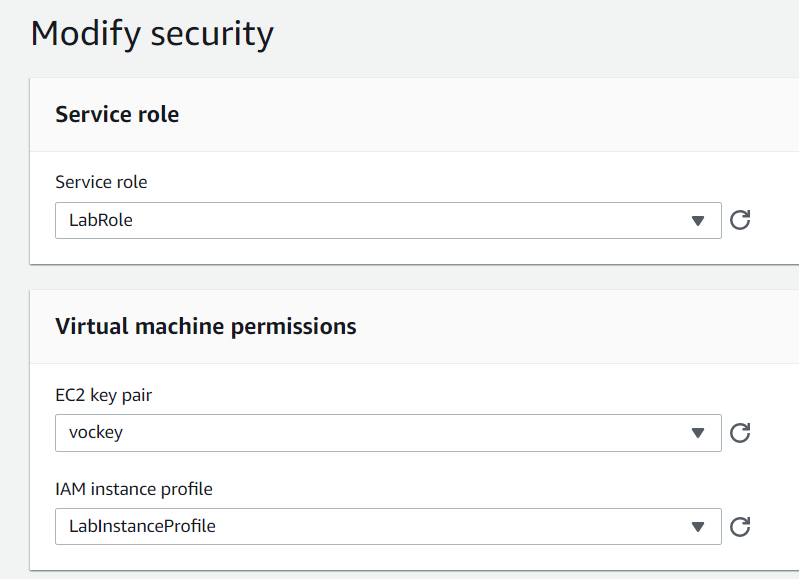 Modify security
Service role
Service role
LabRole
Virtual machine permissions
EC2 key pair
vockey
IAM instance profile
LabInstanceProfile